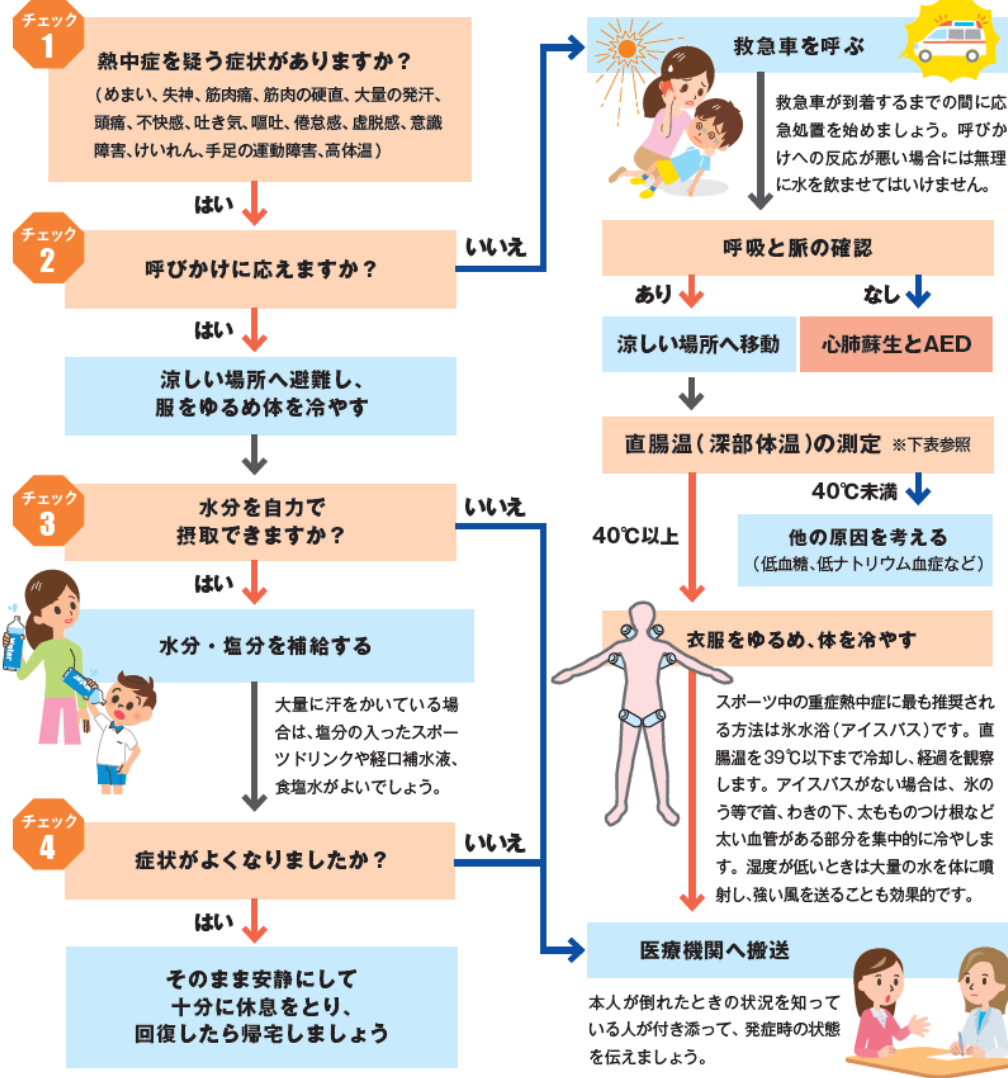 チェック
1
熱中症を疑う症状がありますか？
（めまい、失神、筋肉痛、筋肉の硬直、大量の発汗、
頭痛、不快感、吐き気、嘔吐、倦怠感、虚脱感、意識
障害、けいれん、手足の運動障害、高体温）
はい
チェック
2
呼びかけに応えますか？
いいえ
はい
涼しい場所へ避難し、
服をゆるめ体を冷やす
チェック
3
水分を自力で
摂取できますか？
いいえ
はい
水分・塩分を補給する
water
water
大量に汗をかいている場
合は、塩分の入ったスポー
ツドリンクや経口補水液、
食塩水がよいでしょう。
チェック
4
症状がよくなりましたか？
いいえ
はい
そのまま安静にして
十分に休息をとり、
回復したら帰宅しましょう
救急車を呼ぶ
救急車が到着するまでの間に応
急処置を始めましょう。呼びか
けへの反応が悪い場合には無理
に水を飲ませてはいけません。
呼吸と脈の確認
あり
なし
涼しい場所へ移動
心肺蘇生とAED
直腸温（深部体温）の測定 ※下表参照
40℃未満
40℃以上
他の原因を考える
（低血糖、低ナトリウム血症など）
衣服をゆるめ、体を冷やす
スポーツ中の重症熱中症に最も推奨され
る方法は氷水浴（アイスバス）です。直
腸温を39℃以下まで冷却し、経過を観察
します。アイスバスがない場合は、氷の
う等で首、わきの下、太もものつけ根など
太い血管がある部分を集中的に冷やしま
す。湿度が低いときは大量の水を体に噴
射し、強い風を送ることも効果的です。
医療機関へ搬送
本人が倒れたときの状況を知って
いる人が付き添って、発症時の状態
を伝えましょう。